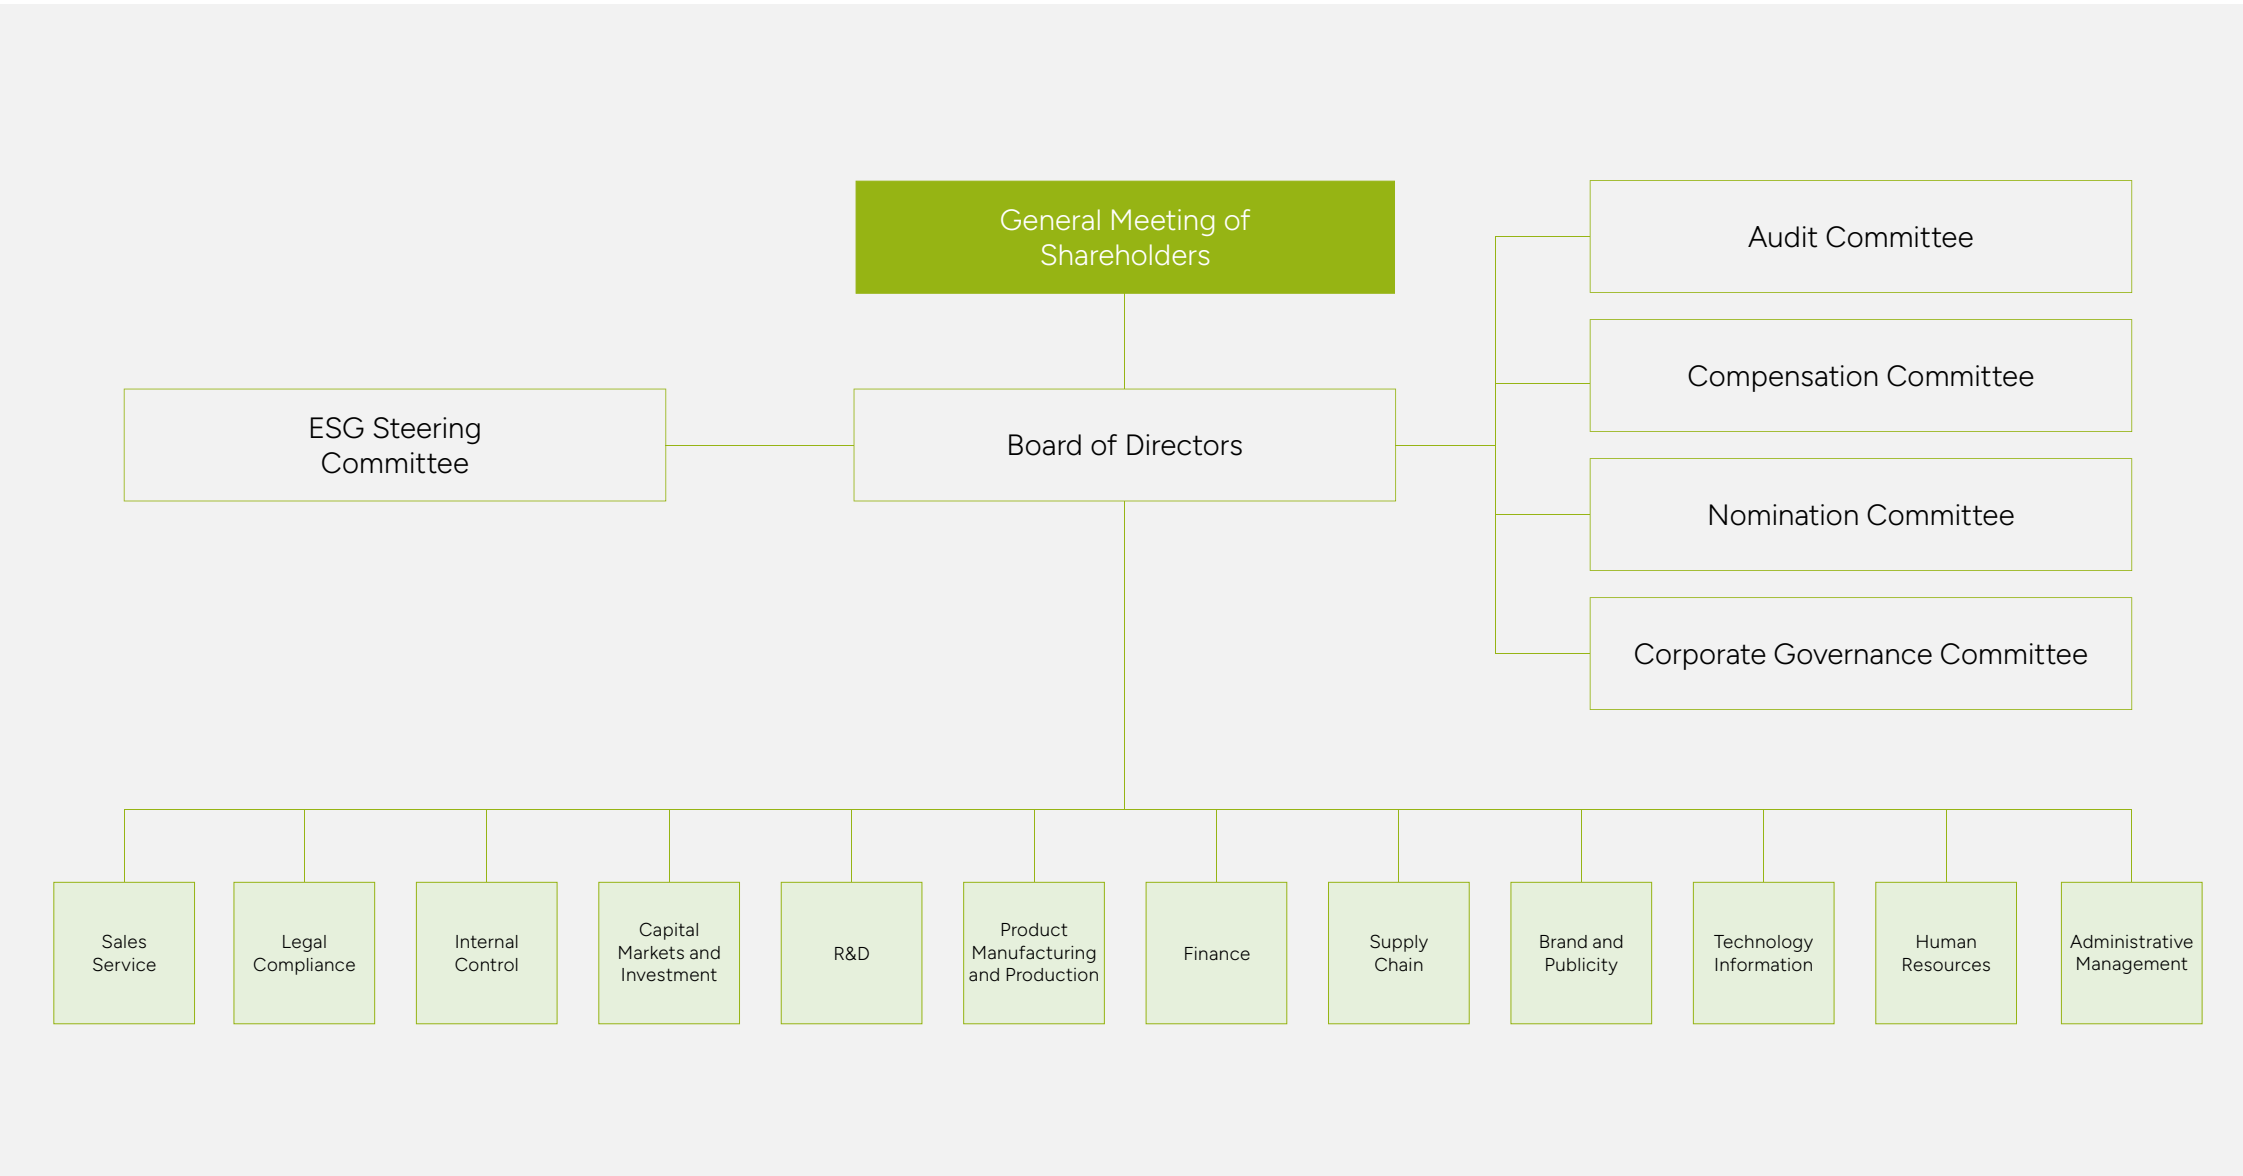 General Meeting of
Shareholders
Audit Committee
Compensation Committee
ESG Steering
Committee
Board of Directors
Nomination Committee
Corporate Governance Committee
Sales
Service
Legal
Compliance
Internal
Control
Capital
Markets and
Investment
R&D
Product
Manufacturing
and Production
Finance
Supply
Chain
Brand and
Publicity
Technology
Information
Human
Resources
Administrative
Management